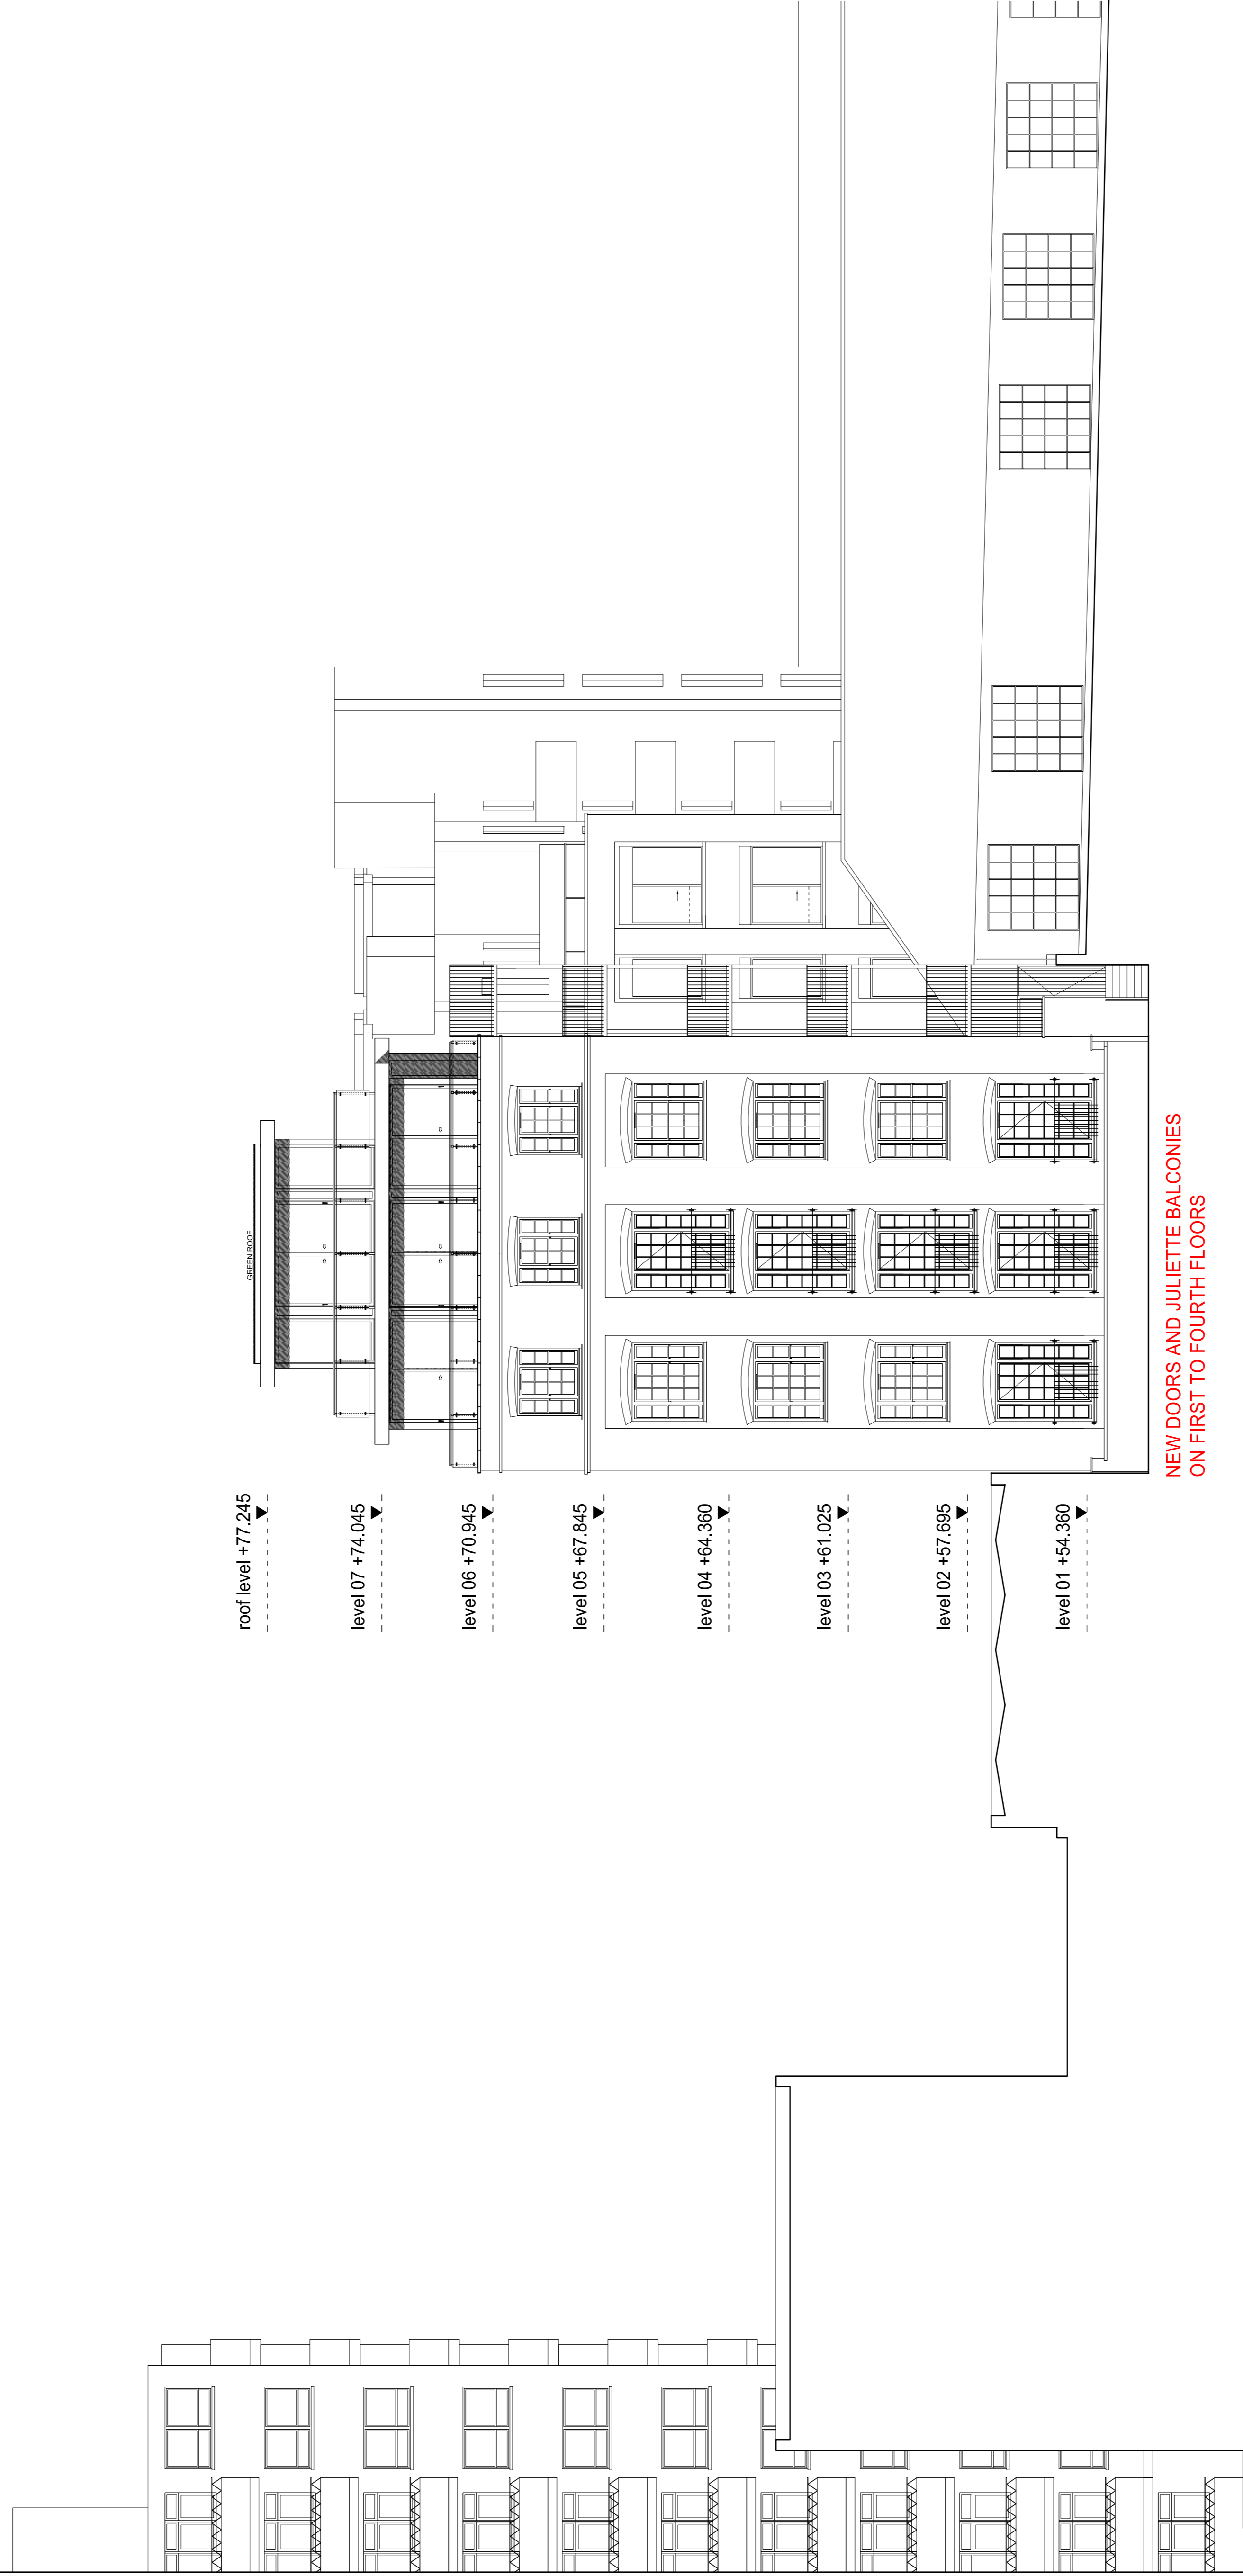 GREEN ROOF
roof level +77.245
level 07 +74.045
level 06 +70.945
level 05 +67.845
level 04 +64.360
level 03 +61.025
level 02 +57.695
level 01 +54.360
NEW DOORS AND JULIETTE BALCONIES
ON FIRST TO FOURTH FLOORS